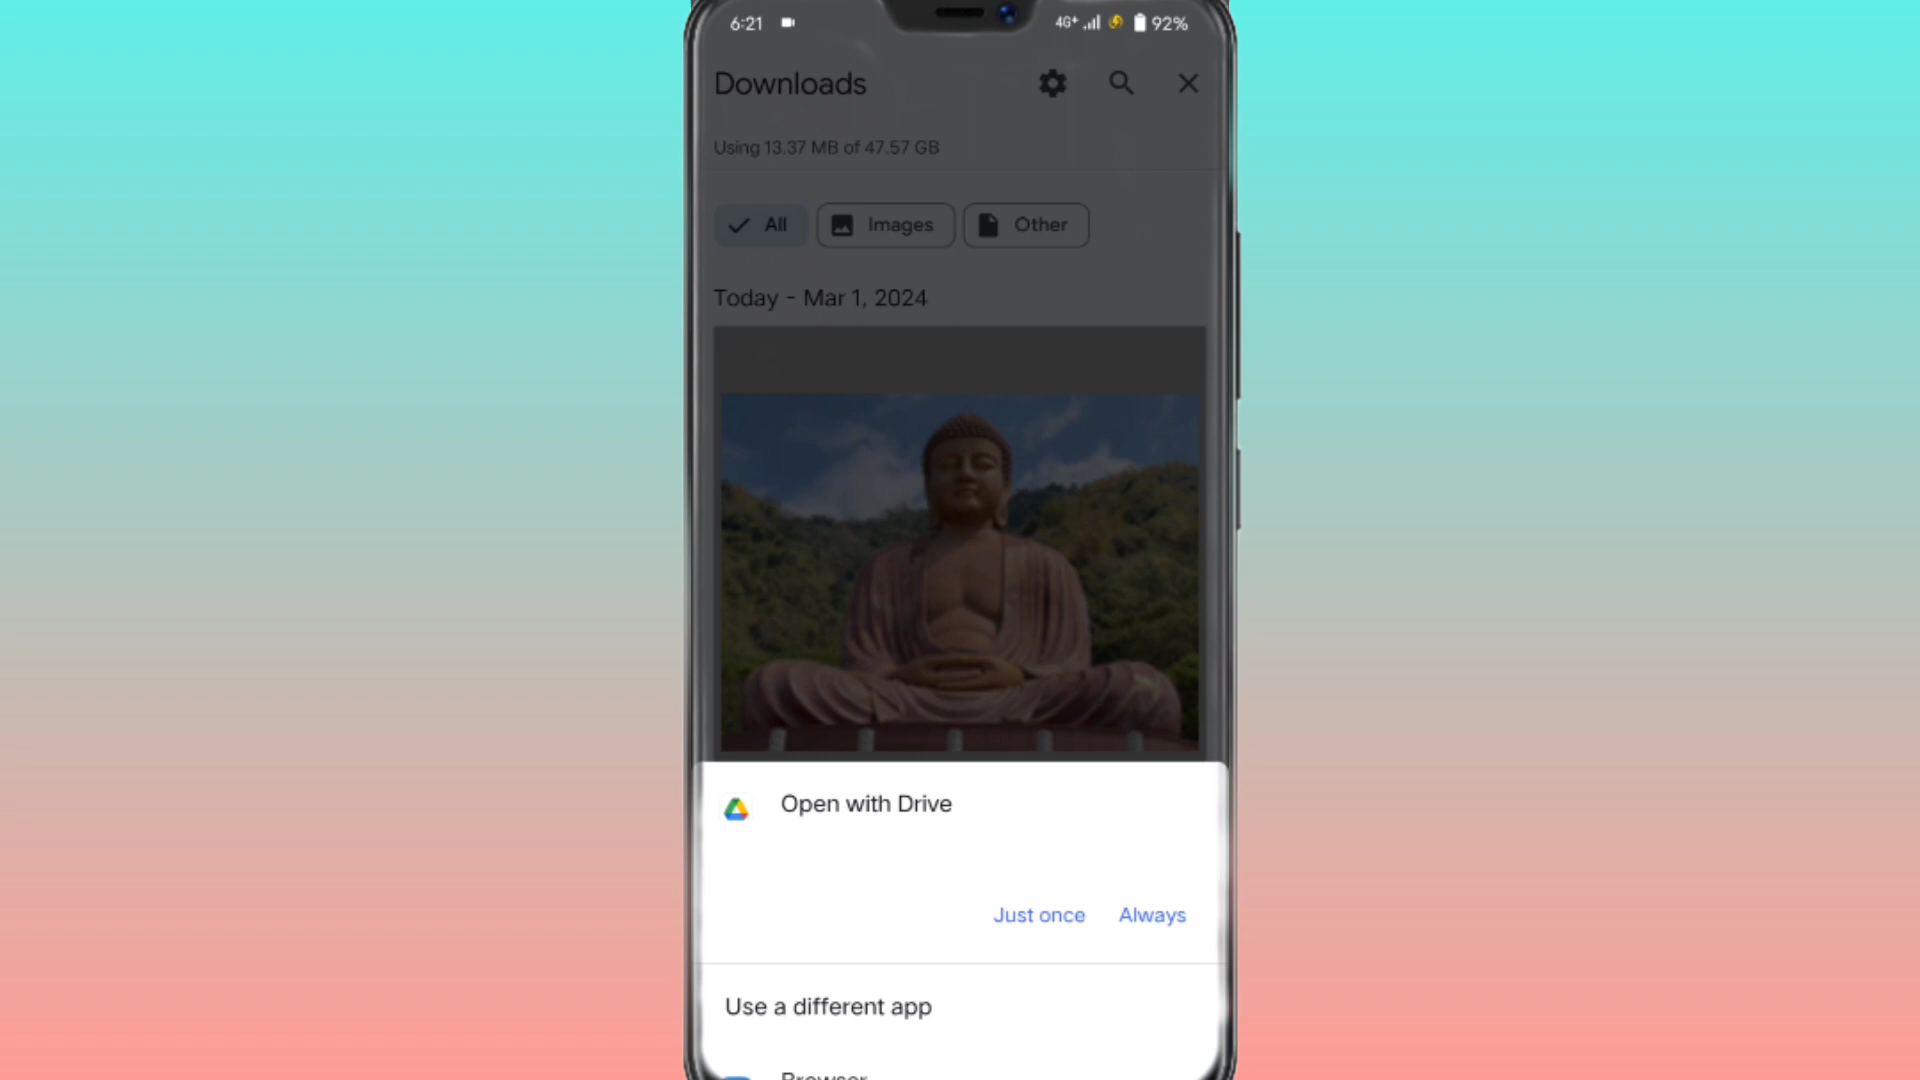 6:21
4G+ 92%
Downloads
Using 13.37 MB of 47.57 GB
All Images Other
Today - Mar 1, 2024
Open with Drive
Just once Always
Use a different app
Browser